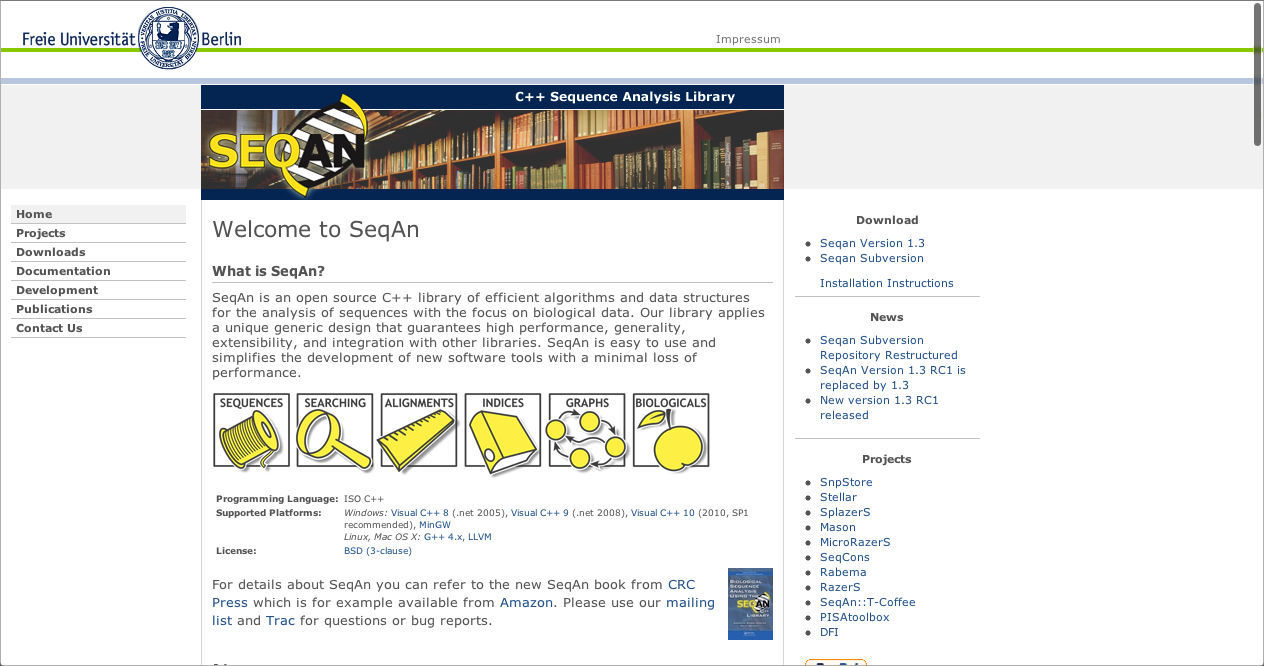 Freie Universität Berlin
Impressum
C++ Sequence Analysis Library
SEQAN
Home
Projects
Downloads
Documentation
Development
Publications
Contact Us
Welcome to SeqAn
What is SeqAn?
SeqAn is an open source C++ library of efficient algorithms and data structures
for the analysis of sequences with the focus on biological data. Our library applies
a unique generic design that guarantees high performance, generality,
extensibility, and integration with other libraries. SeqAn is easy to use and
simplifies the development of new software tools with a minimal loss of
performance.
SEQUENCES SEARCHING ALIGNMENTS INDICES GRAPHS BIOLOGICALS
Programming Language: ISO C++
Supported Platforms: Windows: Visual C++ 8 (.net 2005), Visual C++ 9 (.net 2008), Visual C++ 10 (2010, SP1
recommended), MinGW
Linux, Mac OS X: G++ 4.x, LLVM
License: BSD (3-clause)
For details about SeqAn you can refer to the new SeqAn book from CRC
Press which is for example available from Amazon. Please use our mailing
list and Trac for questions or bug reports.
BIOLOGICAL
SEQUENCE
ANALYSIS
USING THE
SEQAN
C++
LIBRARY
Download
Seqan Version 1.3
Seqan Subversion
Installation Instructions
News
Seqan Subversion
Repository Restructured
SeqAn Version 1.3 RC1 is
replaced by 1.3
New version 1.3 RC1
released
Projects
SnpStore
Stellar
SplazerS
Mason
MicroRazerS
SeqCons
Rabema
RazerS
SeqAn::T-Coffee
PISAtoolbox
DFI